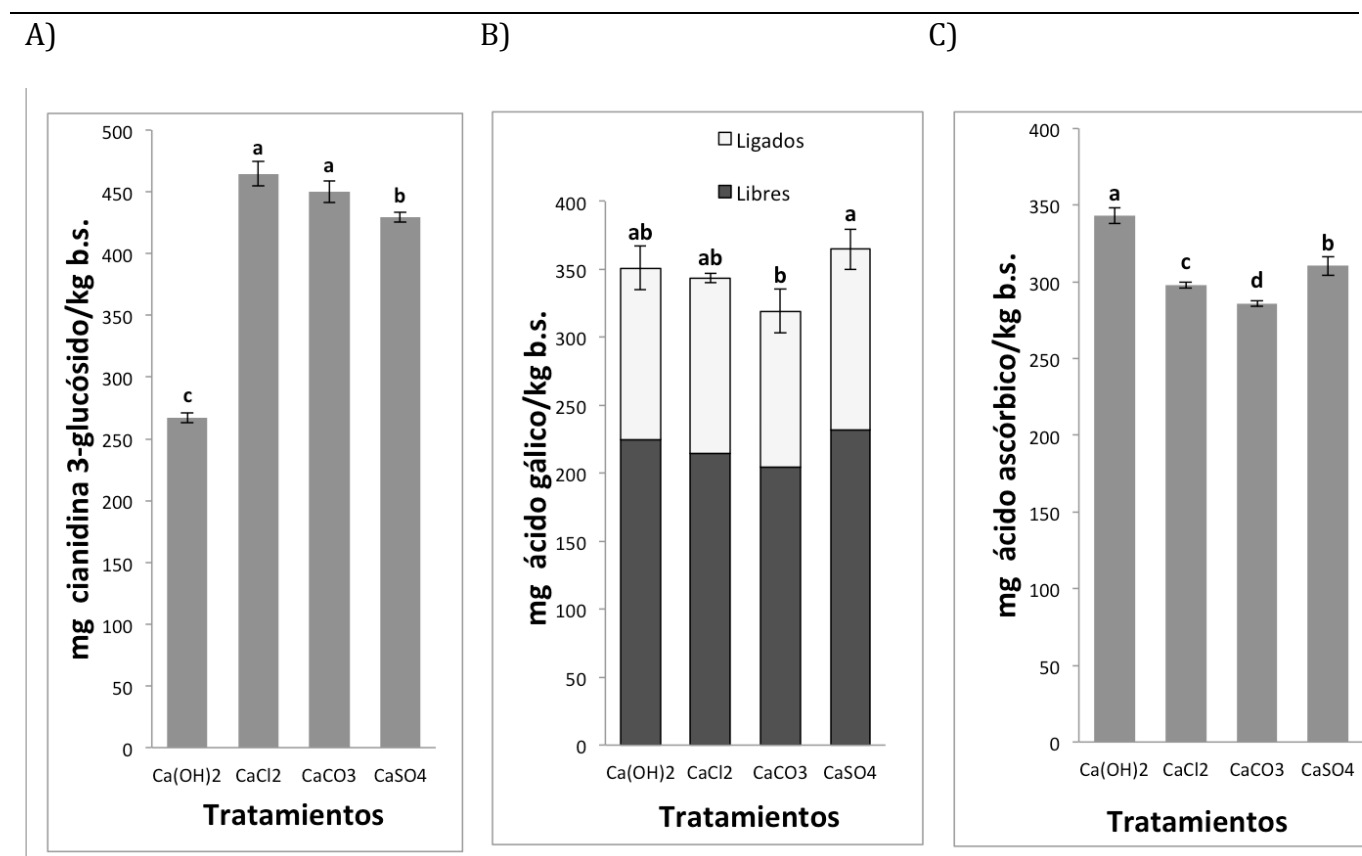 A)
B)
C)
mg cianidina 3-glucósido/kg b.s.
500
450
400
350
300
250
200
150
100
50
0
c
a
a
b
Ca(OH)2 CaCl2 CaCO3 CaSO4
Tratamientos
Ligados
Libres
mg ácido gálico/kg b.s.
400
350
300
250
200
150
100
50
0
ab
ab
b
a
Ca(OH)2 CaCl2 CaCO3 CaSO4
Tratamientos
mg ácido ascórbico/kg b.s.
400
350
300
250
200
150
100
50
0
a
c
d
b
Ca(OH)2 CaCl2 CaCO3 CaSO4
Tratamientos